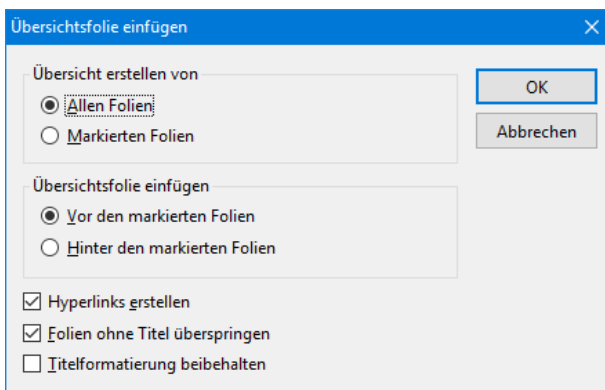 Übersichtsfolie einfügen
Übersicht erstellen von
Allen Folien
Markierten Folien
OK
Abbrechen
Übersichtsfolie einfügen
Vor den markierten Folien
Hinter den markierten Folien
Hyperlinks erstellen
Folien ohne Titel überspringen
Titelformatierung beibehalten